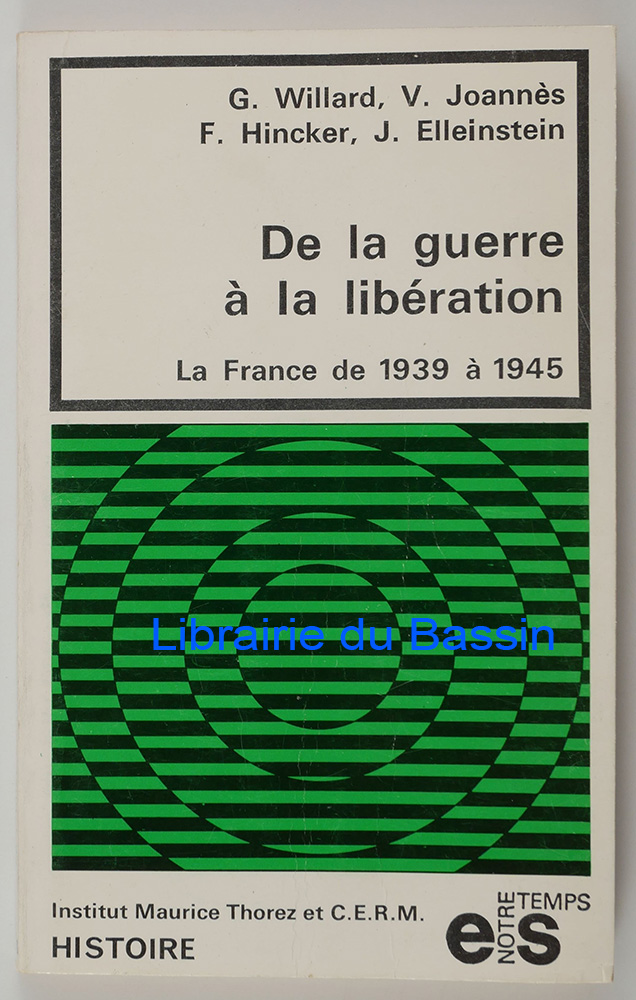 G. Willard, V. Joannès
F. Hincker, J. Elleinstein
De la guerre
à la libération
La France de 1939 à 1945
Librairie du Bassin
Institut Maurice Thorez et C.E.R.M.
HISTOIRE
NOTRE TEMPS
es